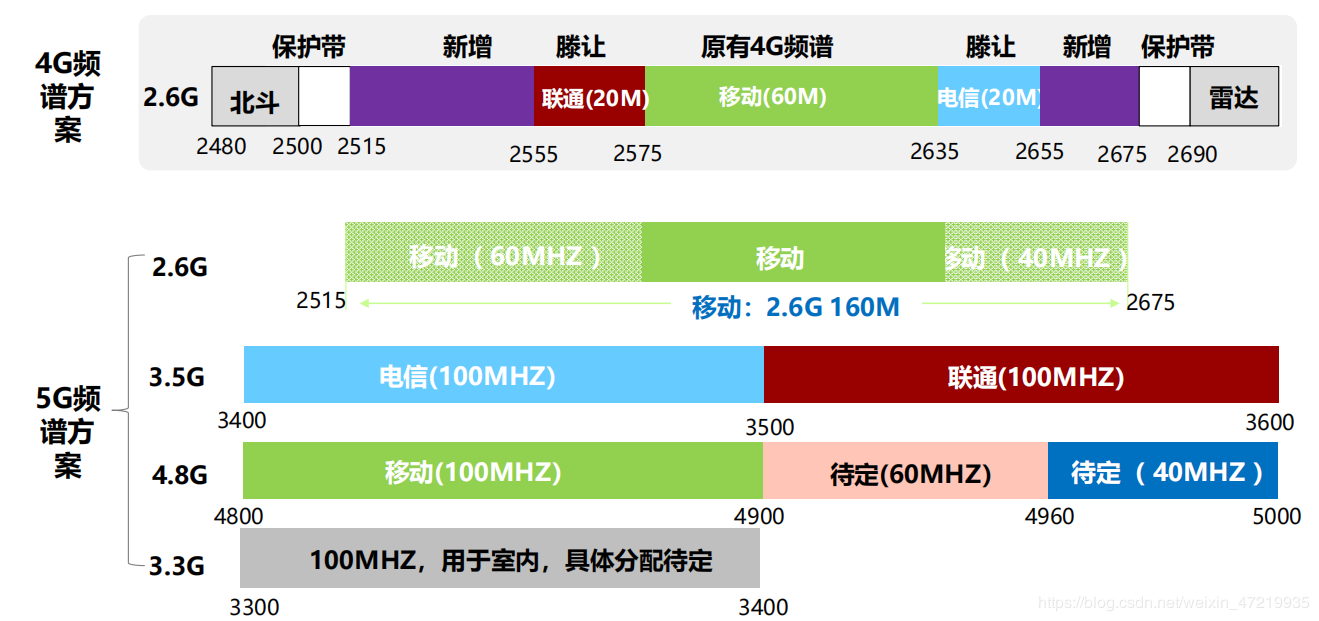 4G频
谱方
案
保护带 新增 滕让 原有4G频谱 滕让 新增 保护带
2.6G 北斗 联通(20M) 移动(60M) 电信(20M) 雷达
2480 2500 2515 2555 2575 2635 2655 2675 2690
5G频
谱方
案
2.6G 移动（60MHZ） 移动 移动（40MHZ）
2515 移动：2.6G 160M 2675
3.5G 电信(100MHZ) 联通(100MHZ)
3400 3500 3600
4.8G 移动(100MHZ) 待定(60MHZ) 待定（40MHZ）
4800 4900 4960 5000
3.3G 100MHZ，用于室内，具体分配待定
3300 3400
https://blog.csdn.net/weixin_47219935